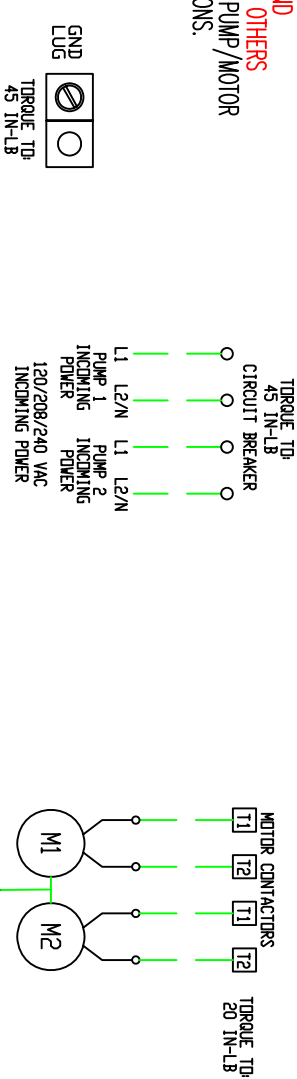 ND
OTHERS
PUMP/MOTOR
ONS.
GND
LUG
TORQUE TO:
45 IN-LB
TORQUE TO:
45 IN-LB
CIRCUIT BREAKER
L1 L2/N L1 L2/N
PUMP 1
INCOMING
POWER
PUMP 2
INCOMING
POWER
120/208/240 VAC
INCOMING POWER
MOTOR CONTACTORS
T1 T2 T1 T2
TORQUE TO:
20 IN-LB
M1 M2